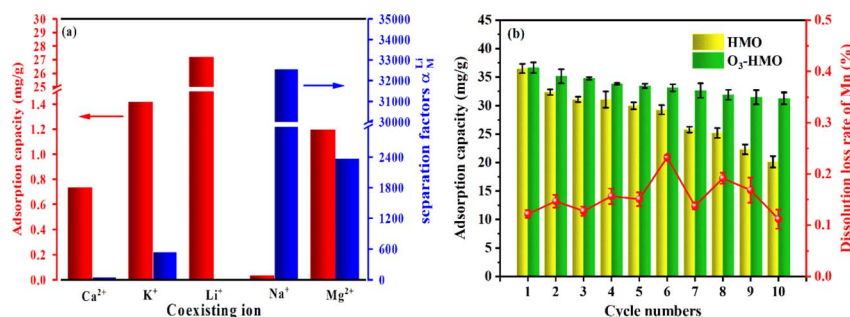 (a)
Adsorption capacity (mg/g)
30
29
28
27
26
25
1.4
1.2
1.0
0.8
0.6
0.4
0.2
0.0
Ca²⁺
K⁺
Li⁺
Na⁺
Mg²⁺
Coexisting ion
35000
34000
33000
32000
31000
30000
2400
1800
1200
600
0
separation factors α Li M
(b)
Adsorption capacity (mg/g)
45
40
35
30
25
20
15
10
5
0
HMO
O₃-HMO
1 2 3 4 5 6 7 8 9 10
Cycle numbers
0.5
0.4
0.3
0.2
0.1
0.0
Dissolution loss rate of Mn (%)